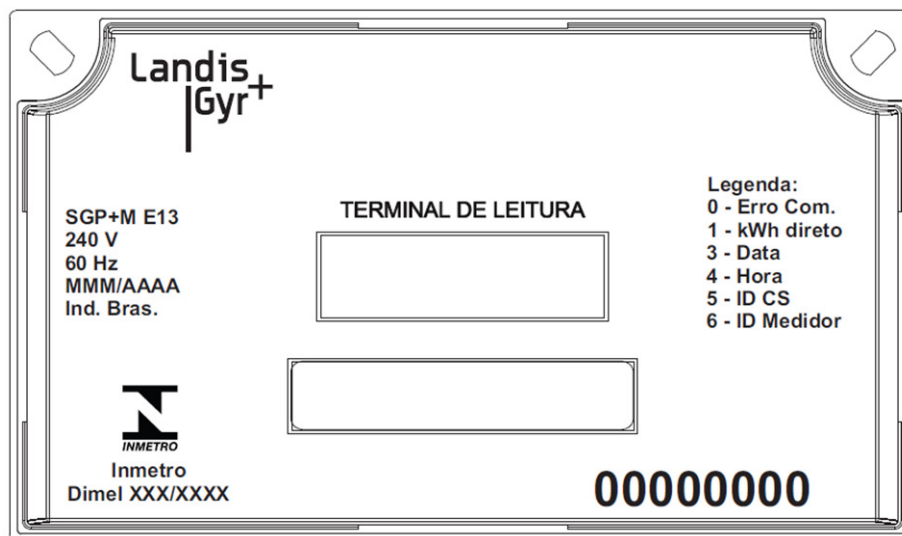 Landis
Gyr+
SGP+M E13
240 V
60 Hz
MMM/AAAA
Ind. Bras.
TERMINAL DE LEITURA
Legenda:
0 - Erro Com.
1 - kWh direto
3 - Data
4 - Hora
5 - ID CS
6 - ID Medidor
INMETRO
Inmetro
Dimel XXX/XXXX
00000000